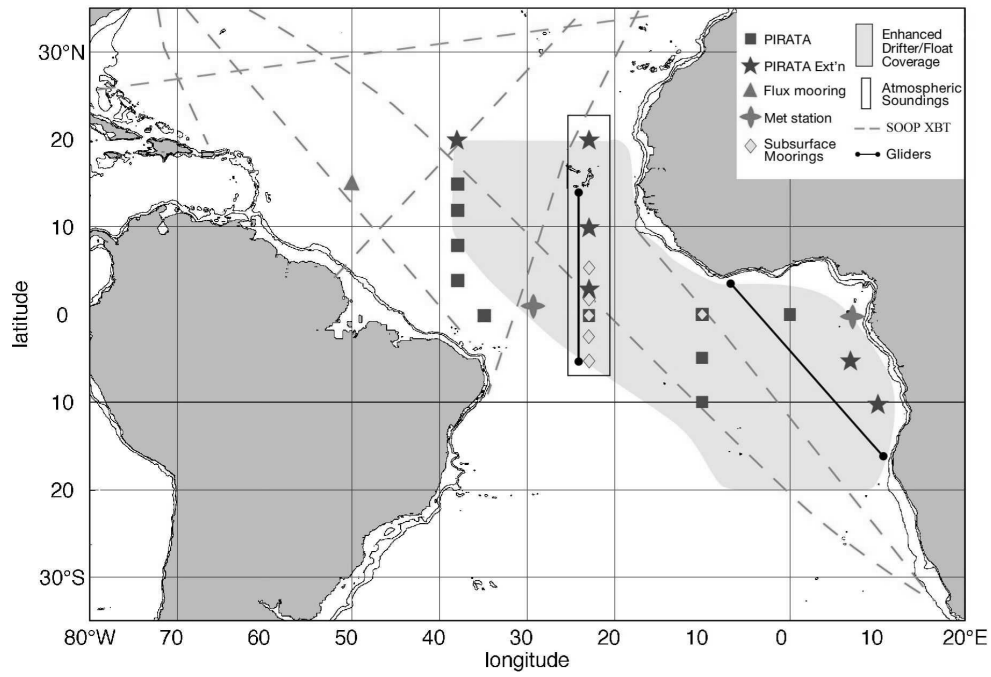 30°N
20
10
0
10
20
30°S
latitude
80°W
70
60
50
40
30
20
10
0
10
20°E
longitude
PIRATA
PIRATA Ext'n
Flux mooring
Met station
Subsurface
Moorings
Enhanced
Drifter/Float
Coverage
Atmospheric
Soundings
SOOP XBT
Gliders